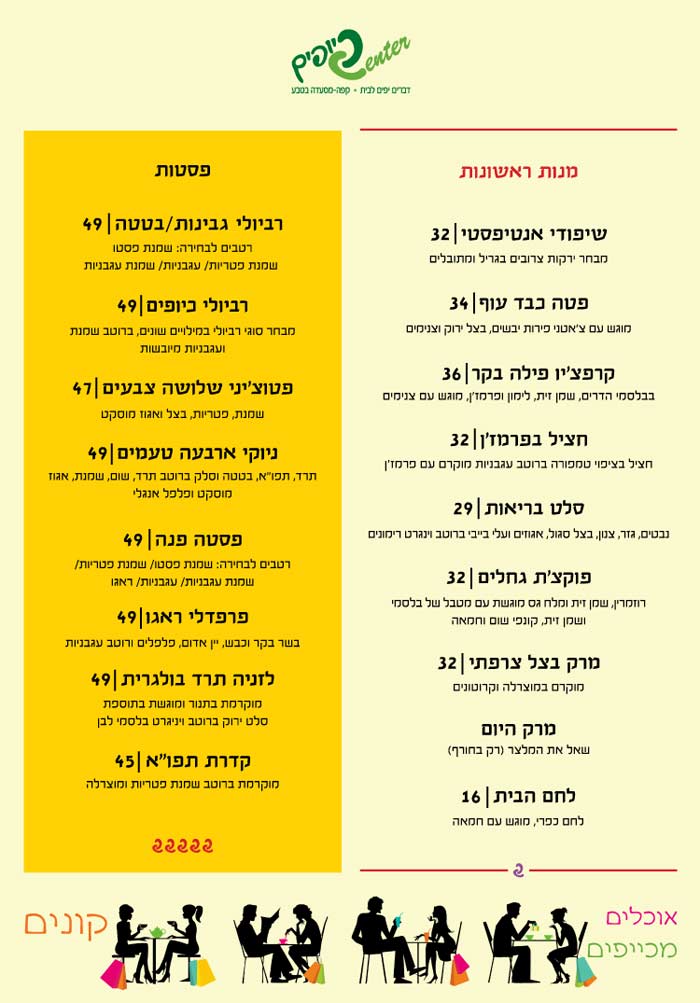 כיופים Center
דברים יפים לבית • קפה-מסעדה בטבע
מנות ראשונות
שיפודי אנטיפסטי|32
מבחר ירקות צרובים בגריל ומתובלים
פטה כבד עוף|34
מוגש עם צ'אטני פירות יבשים, בצל ירוק וצנימים
קרפצ'יו פילה בקר|36
בבלסמי הדרים, שמן זית, לימון ופרמז'ן, מוגש עם צנימים
חציל בפרמז'ן|32
חציל בציפוי טמפורה ברוטב עגבניות מוקרם עם פרמז'ן
סלט בריאות|29
נבטים, גזר, צנון, בצל סגול, אגוזים ועלי בייבי ברוטב וינגרט רימונים
פוקצ'ת גחלים|32
רוזמרין, שמן זית ומלח גס מוגשת עם מטבל של בלסמי
ושמן זית, קונפי שום וחמאה
מרק בצל צרפתי|32
מוקרם במוצרלה וקרוטונים
מרק היום
שאל את המלצר (רק בחורף)
לחם הבית|16
לחם כפרי, מוגש עם חמאה
פסטות
רביולי גבינות/בטטה|49
רטבים לבחירה: שמנת פסטו
שמנת פטריות/ עגבניות/ שמנת עגבניות
רביולי כיופים|49
מבחר סוגי רביולי במילויים שונים, ברוטב שמנת
ועגבניות מיובשות
פטוצ'יני שלושה צבעים|47
שמנת, פטריות, בצל ואגוז מוסקט
ניוקי ארבעה טעמים|49
תרד, תפו"א, בטטה וסלק ברוטב תרד, שום, שמנת, אגוז
מוסקט ופלפל אנגלי
פסטה פנה|49
רטבים לבחירה: שמנת פסטו/ שמנת פטריות/
שמנת עגבניות/ עגבניות/ ראגו
פרפדלי ראגו|49
בשר בקר וכבש, יין אדום, פלפלים ורוטב עגבניות
לזניה תרד בולגרית|49
מוקרמת בתנור ומוגשת בתוספת
סלט ירוק ברוטב ויניגרט בלסמי לבן
קדרת תפו"א|45
מוקרמת ברוטב שמנת פטריות ומוצרלה
אוכלים
מכייפים
קונים